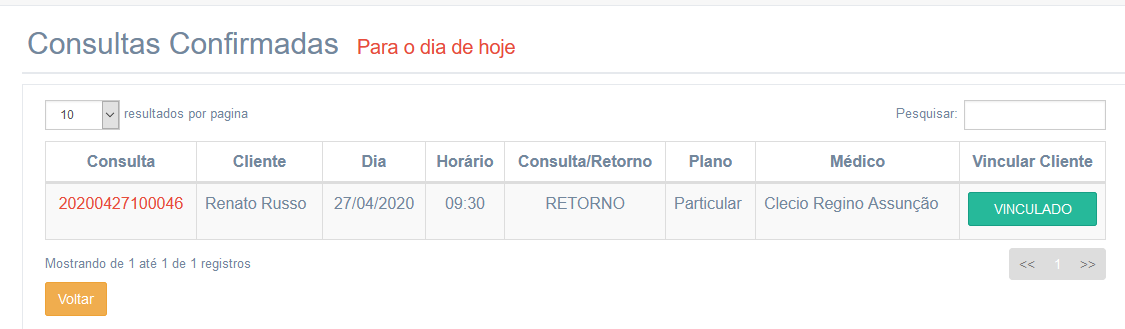 Consultas Confirmadas Para o dia de hoje
10 resultados por pagina Pesquisar:
Consulta Cliente Dia Horário Consulta/Retorno Plano Médico Vincular Cliente
20200427100046 Renato Russo 27/04/2020 09:30 RETORNO Particular Clecio Regino Assunção VINCULADO
Mostrando de 1 até 1 de 1 registros << 1 >>
Voltar